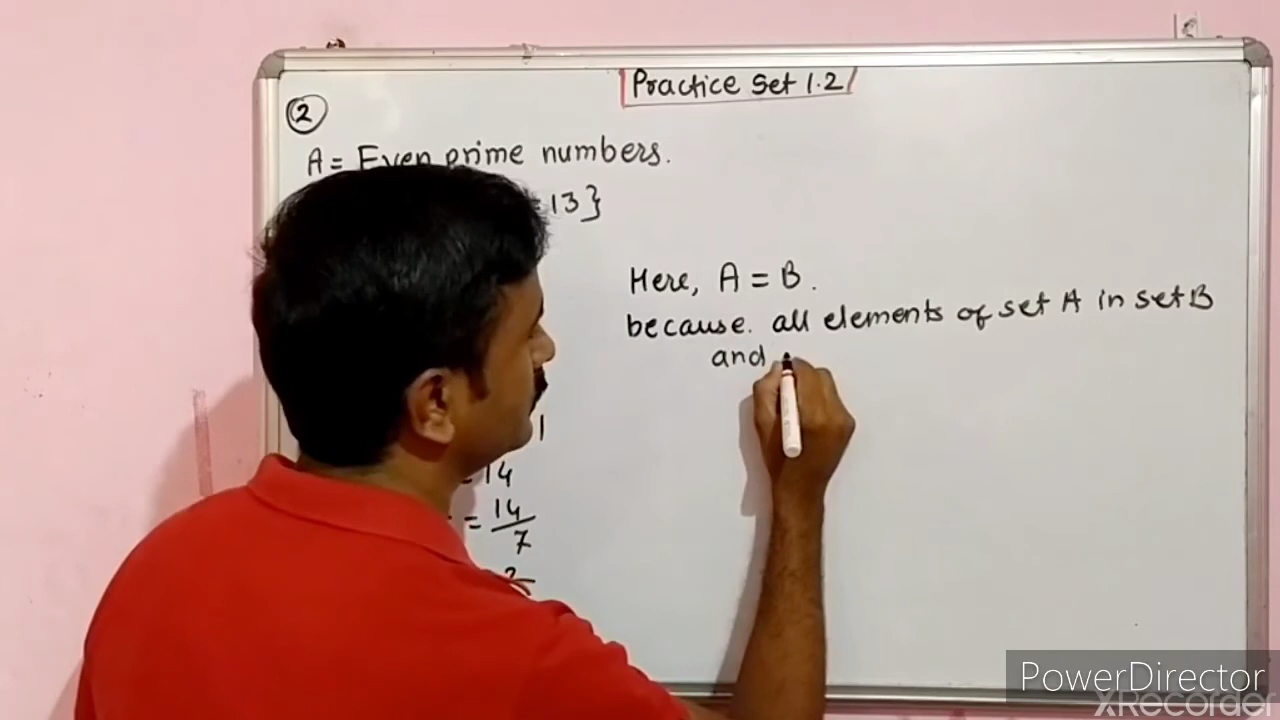 Practice Set 1.2
2
A = Even prime numbers.
= 13}
Here, A = B.
because. all elements of set A in set B
and
1
= 14
= 14/7
PowerDirector
XRecorder